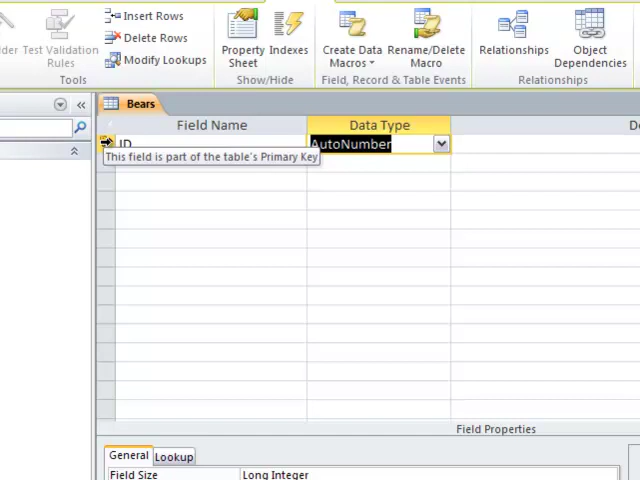 Insert Rows
Delete Rows
Modify Lookups
Test Validation
Rules
Tools
Property
Sheet
Indexes
Show/Hide
Create Data
Macros
Rename/Delete
Macro
Field, Record & Table Events
Relationships
Object
Dependencies
Relationships
Bears
Field Name
Data Type
ID
AutoNumber
This field is part of the table's Primary Key
Field Properties
General
Lookup
Field Size
Long Integer